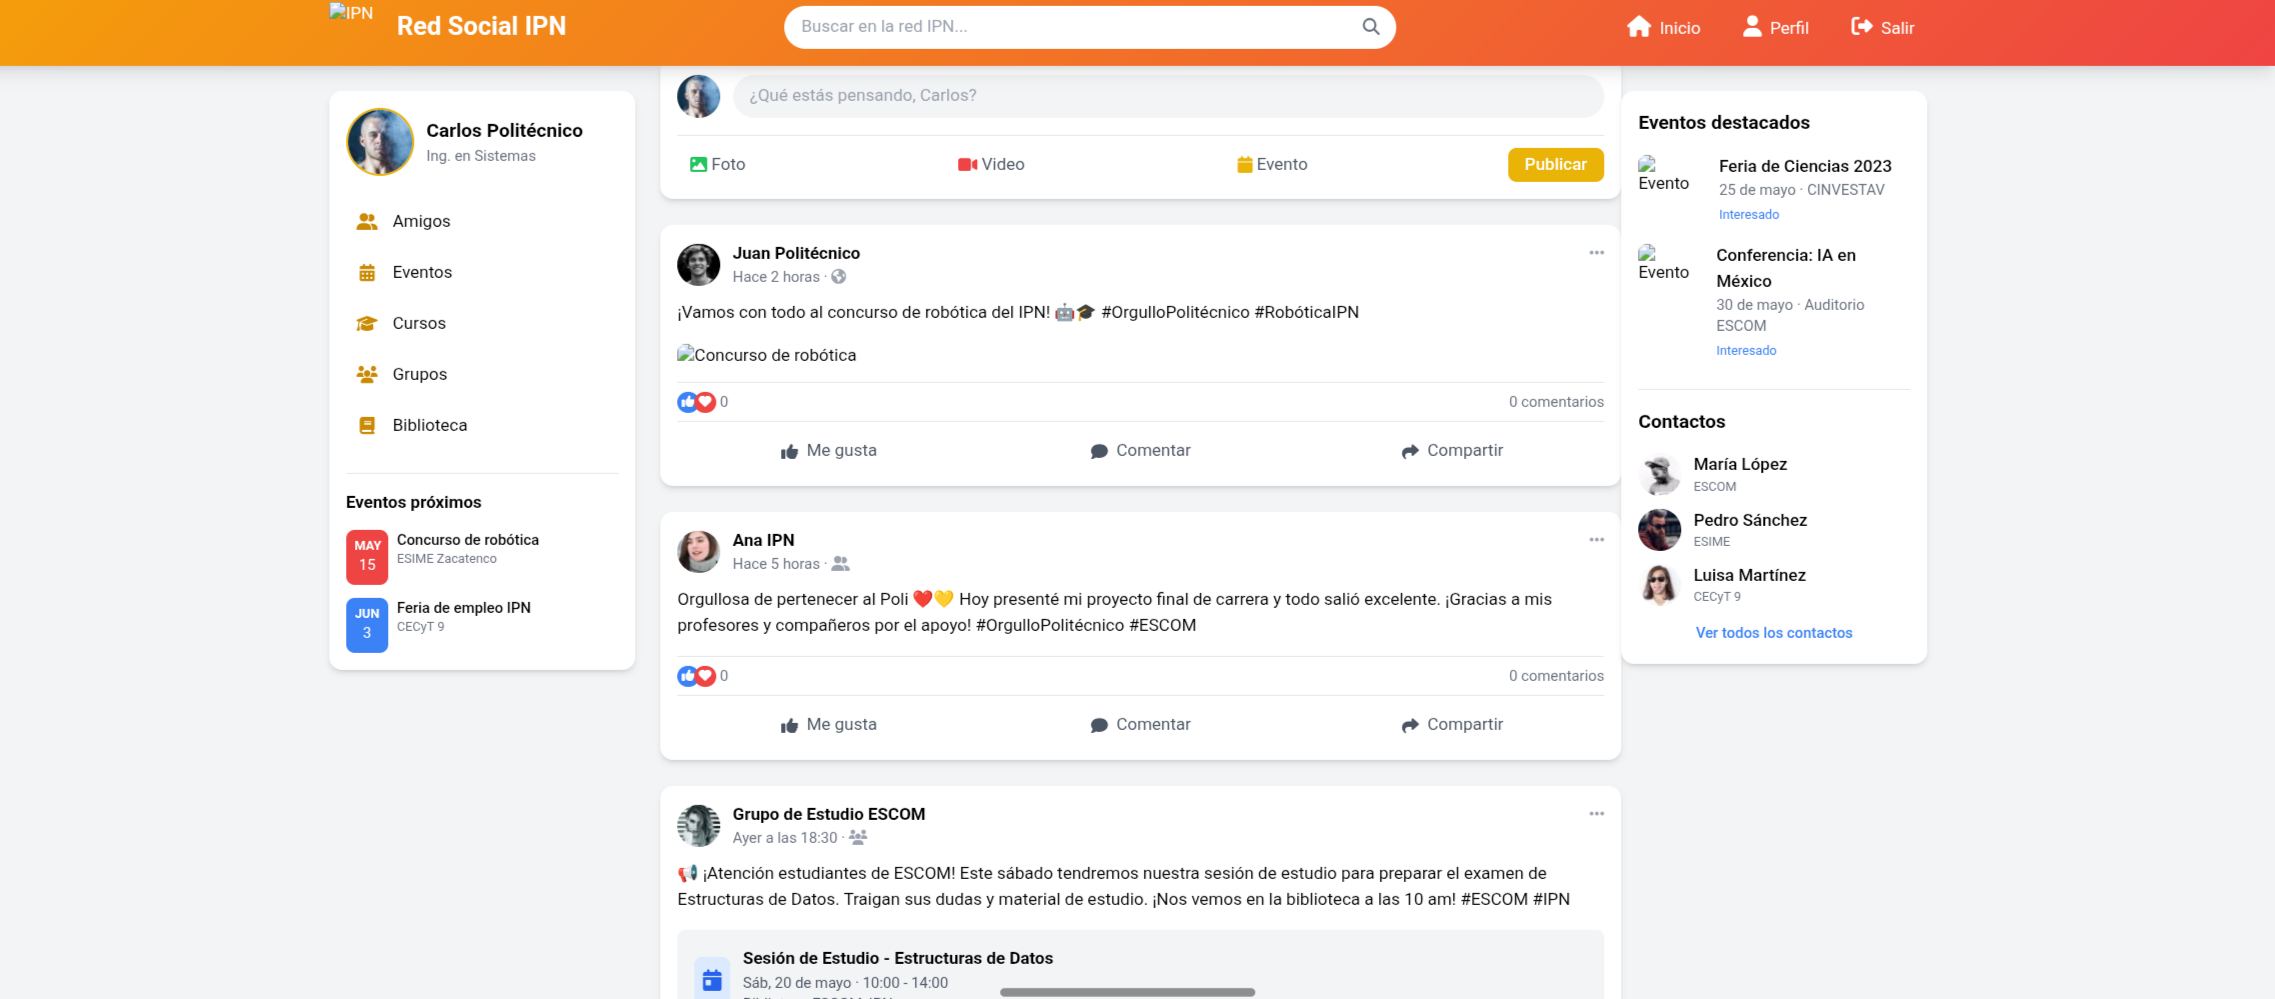 IPN
Red Social IPN
Buscar en la red IPN...
Inicio
Perfil
Salir
Carlos Politécnico
Ing. en Sistemas
Amigos
Eventos
Cursos
Grupos
Biblioteca
Eventos próximos
MAY
15
Concurso de robótica
ESIME Zacatenco
JUN
3
Feria de empleo IPN
CECyT 9
¿Qué estás pensando, Carlos?
Foto
Video
Evento
Publicar
Juan Politécnico
Hace 2 horas ·
¡Vamos con todo al concurso de robótica del IPN! 🤖🎓 #OrgulloPolitécnico #RobóticaIPN
Concurso de robótica
0
0 comentarios
Me gusta
Comentar
Compartir
Ana IPN
Hace 5 horas ·
Orgullosa de pertenecer al Poli ❤️💛 Hoy presenté mi proyecto final de carrera y todo salió excelente. ¡Gracias a mis
profesores y compañeros por el apoyo! #OrgulloPolitécnico #ESCOM
0
0 comentarios
Me gusta
Comentar
Compartir
Grupo de Estudio ESCOM
Ayer a las 18:30 ·
📢 ¡Atención estudiantes de ESCOM! Este sábado tendremos nuestra sesión de estudio para preparar el examen de
Estructuras de Datos. Traigan sus dudas y material de estudio. ¡Nos vemos en la biblioteca a las 10 am! #ESCOM #IPN
Sesión de Estudio - Estructuras de Datos
Sáb, 20 de mayo · 10:00 - 14:00
Eventos destacados
Evento
Feria de Ciencias 2023
25 de mayo · CINVESTAV
Interesado
Evento
Conferencia: IA en
México
30 de mayo · Auditorio
ESCOM
Interesado
Contactos
María López
ESCOM
Pedro Sánchez
ESIME
Luisa Martínez
CECyT 9
Ver todos los contactos